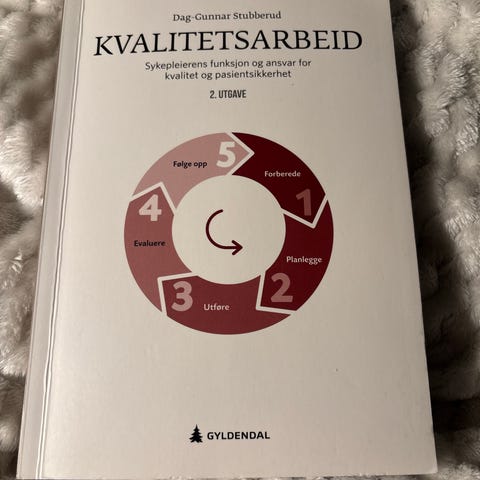 Dag-Gunnar Stubberud
KVALITETSARBEID
Sykepleierens funksjon og ansvar for
kvalitet og pasientsikkerhet
2. UTGAVE
5
Følge opp
Forberede
1
4
Evaluere
Planlegge
3
2
Utføre
GYLDENDAL